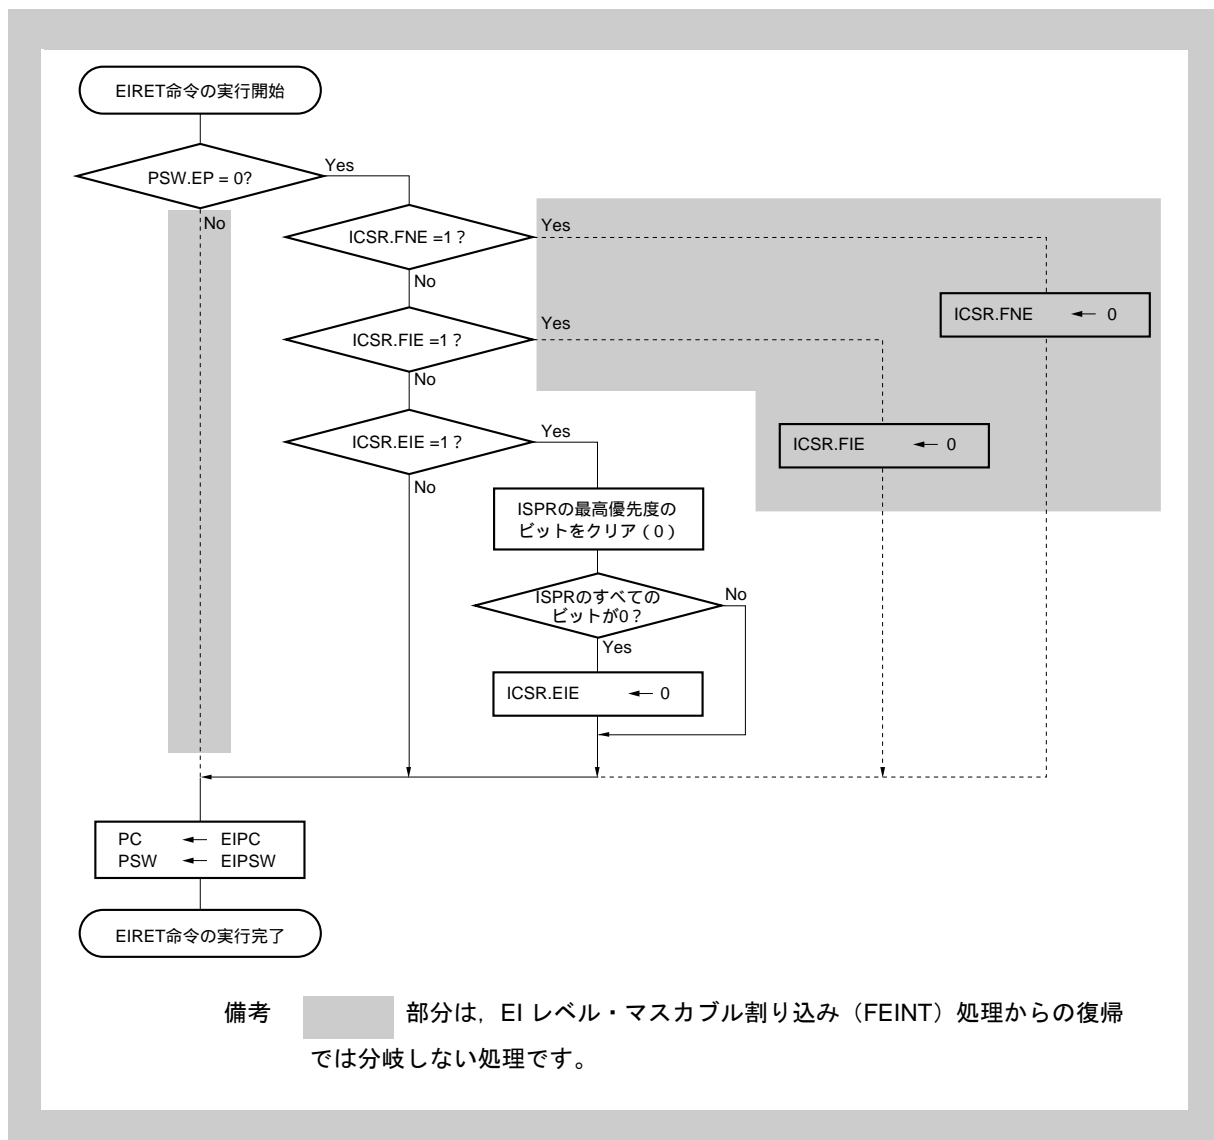 EIRET命令の実行開始
PSW.EP = 0?
Yes
No
ICSR.FNE =1？
Yes
No
ICSR.FNE ← 0
ICSR.FIE =1？
Yes
No
ICSR.FIE ← 0
ICSR.EIE =1？
Yes
No
ISPRの最高優先度の
ビットをクリア（0）
ISPRのすべての
ビットが0？
No
Yes
ICSR.EIE ← 0
PC ← EIPC
PSW ← EIPSW
EIRET命令の実行完了
備考 部分は，EI レベル・マスカブル割り込み（FEINT）処理からの復帰
では分岐しない処理です。